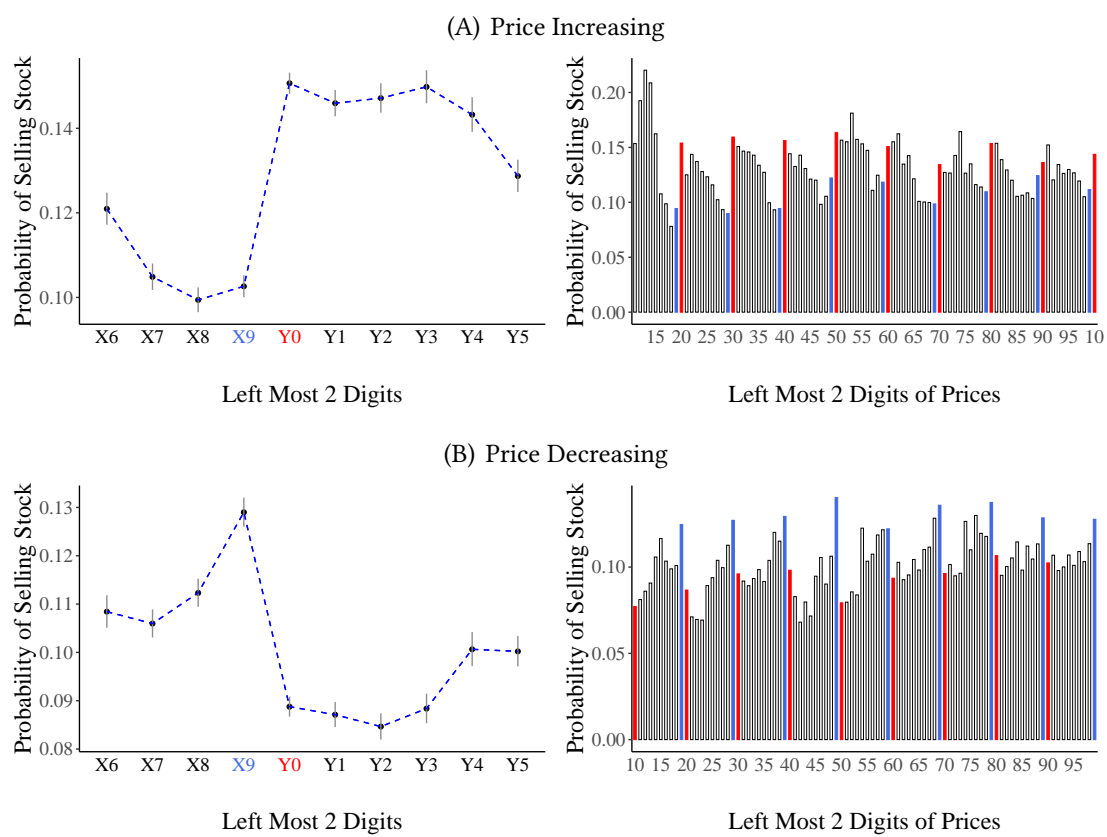 (A) Price Increasing
Probability of Selling Stock
0.14
0.12
0.10
X6 X7 X8 X9 Y0 Y1 Y2 Y3 Y4 Y5
Left Most 2 Digits
Probability of Selling Stock
0.20
0.15
0.10
0.05
0.00
15 20 25 30 35 40 45 50 55 60 65 70 75 80 85 90 95 10
Left Most 2 Digits of Prices
(B) Price Decreasing
Probability of Selling Stock
0.13
0.12
0.11
0.10
0.09
0.08
X6 X7 X8 X9 Y0 Y1 Y2 Y3 Y4 Y5
Left Most 2 Digits
Probability of Selling Stock
0.10
0.05
0.00
10 15 20 25 30 35 40 45 50 55 60 65 70 75 80 85 90 95
Left Most 2 Digits of Prices